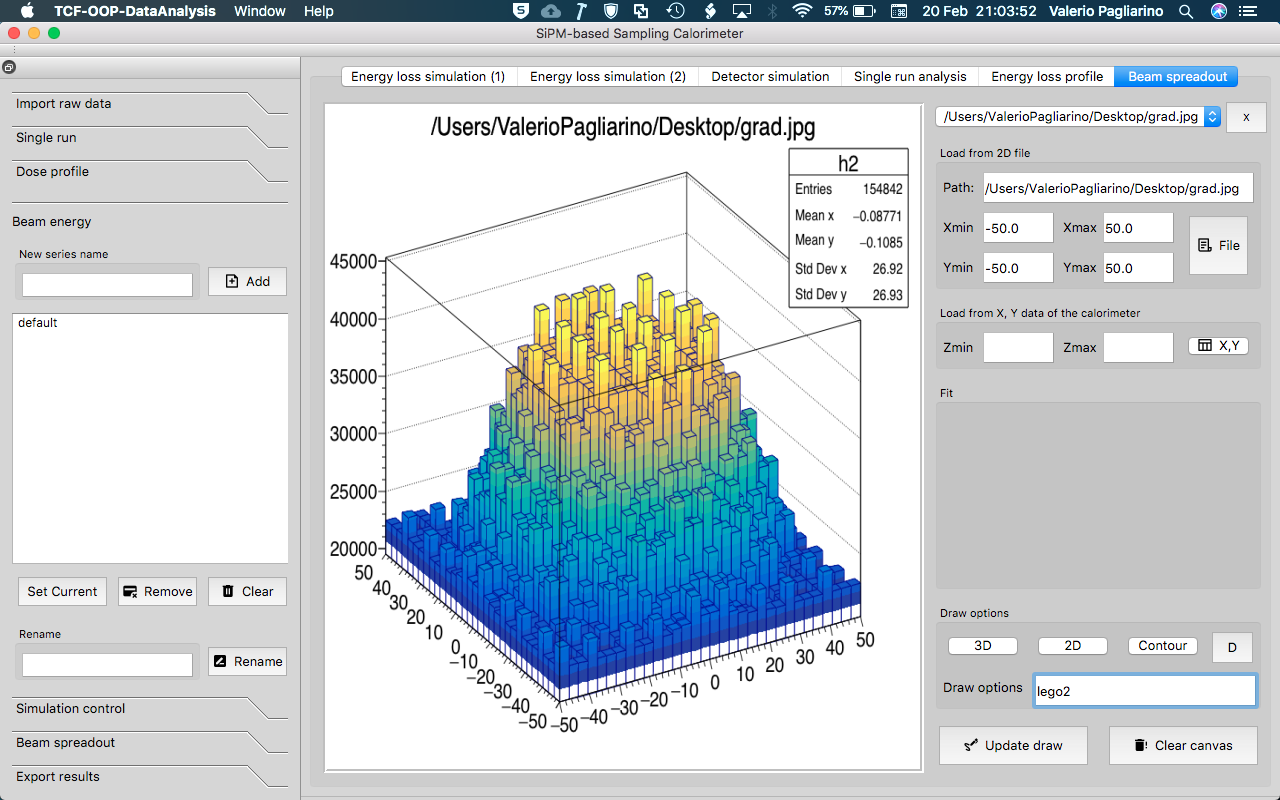 TCF-OOP-DataAnalysis Window Help S 57% 20 Feb 21:03:52 Valerio Pagliarino
SiPM-based Sampling Calorimeter
Energy loss simulation (1) Energy loss simulation (2) Detector simulation Single run analysis Energy loss profile Beam spreadout
Import raw data
Single run
Dose profile
Beam energy
New series name
Add
default
Set Current Remove Clear
Rename
Rename
Simulation control
Beam spreadout
Export results
/Users/ValerioPagliarino/Desktop/grad.jpg
h2
Entries 154842
Mean x −0.08771
Mean y −0.1085
Std Dev x 26.92
Std Dev y 26.93
45000
40000
35000
30000
25000
20000
50 40 30 20 10 0 −10 −20 −30 −40 −50
−50 −40 −30 −20 −10 0 10 20 30 40 50
/Users/ValerioPagliarino/Desktop/grad.jpg x
Load from 2D file
Path: /Users/ValerioPagliarino/Desktop/grad.jpg
Xmin -50.0 Xmax 50.0
File
Ymin -50.0 Ymax 50.0
Load from X, Y data of the calorimeter
Zmin Zmax X,Y
Fit
Draw options
3D 2D Contour D
Draw options lego2
Update draw Clear canvas